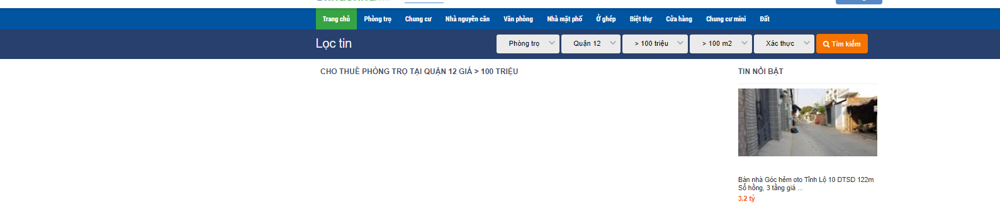 Trang chủ Phòng trọ Chung cư Nhà nguyên căn Văn phòng Nhà mặt phố Ở ghép Biệt thự Cửa hàng Chung cư mini Đất
Lọc tin Phòng trọ Quận 12 > 100 triệu > 100 m2 Xác thực Tìm kiếm
CHO THUÊ PHÒNG TRỌ TẠI QUẬN 12 GIÁ > 100 TRIỆU
TIN NỔI BẬT
Bán nhà Góc hẻm oto Tỉnh Lộ 10 DTSD 122m
Sổ hồng, 3 tầng giá ...
3.2 tỷ